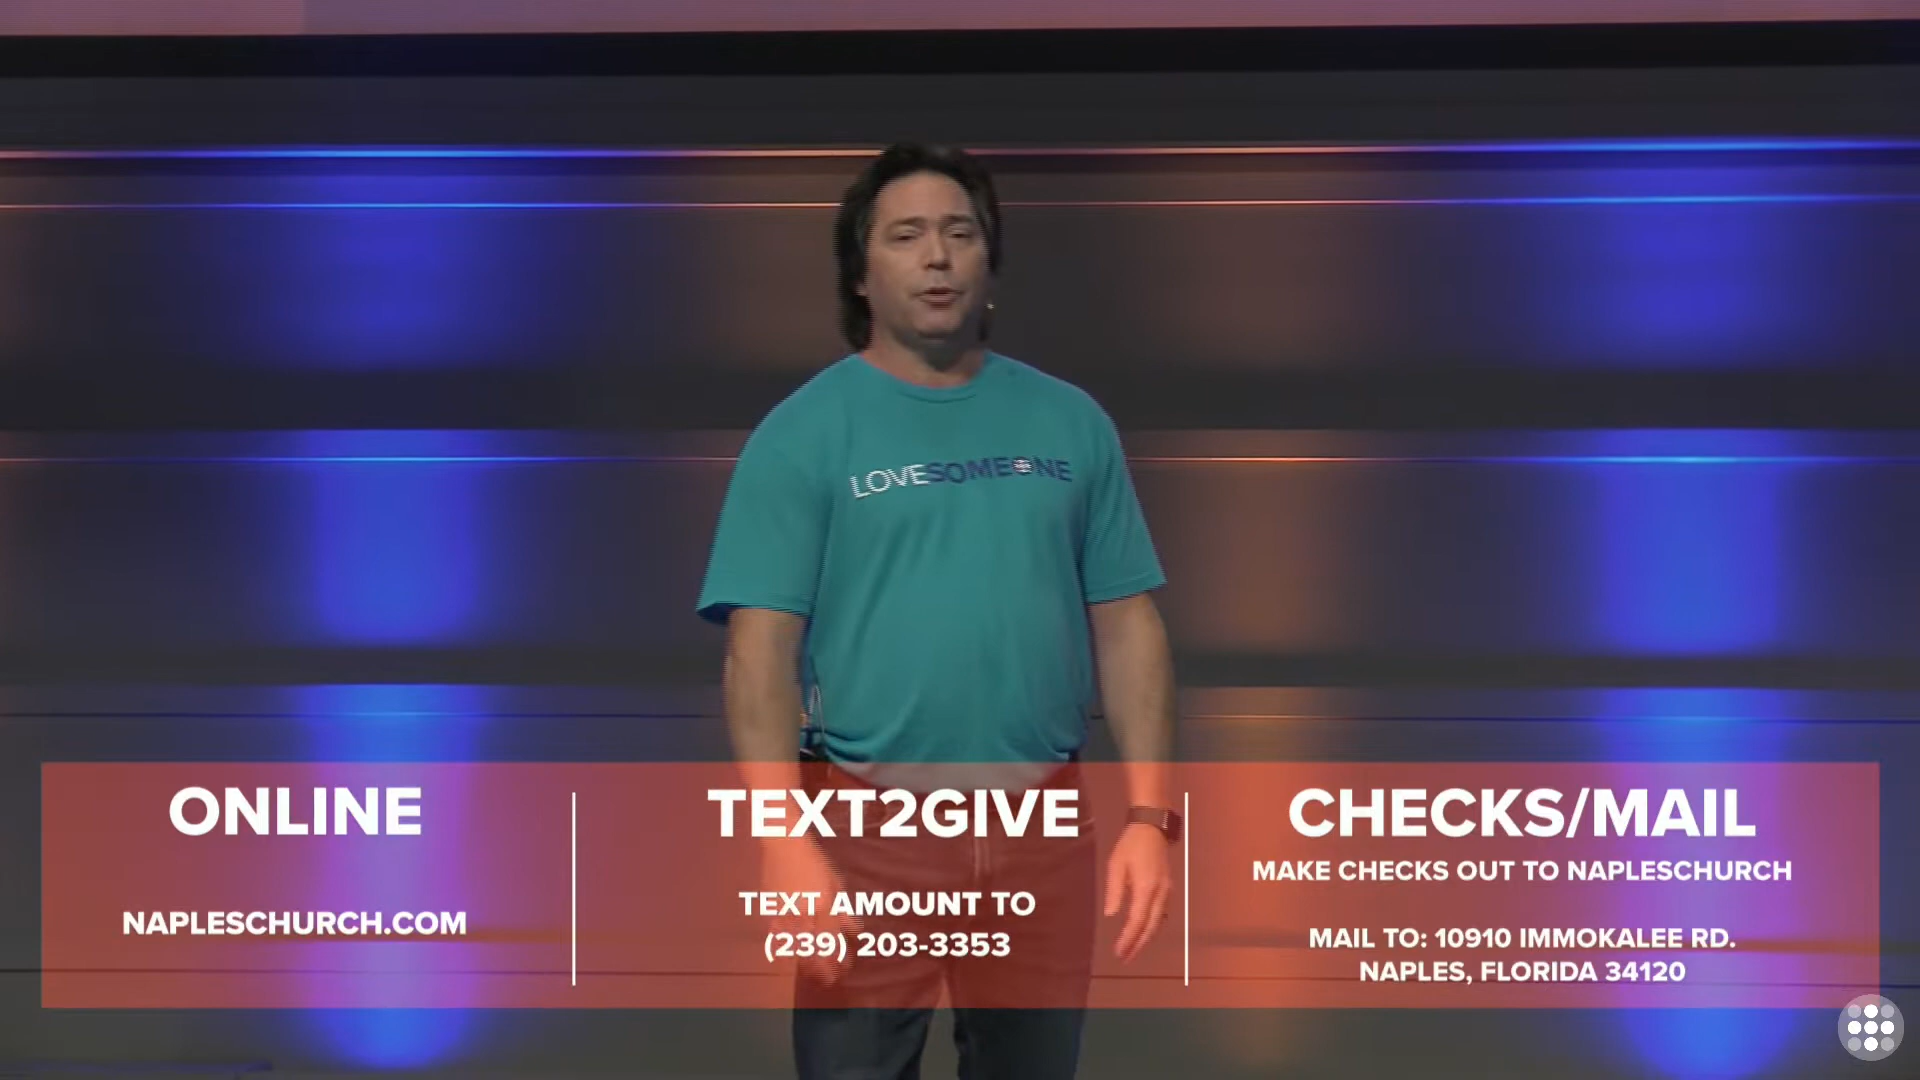 LOVESOMEONE
ONLINE
NAPLESCHURCH.COM
TEXT2GIVE
TEXT AMOUNT TO
(239) 203-3353
CHECKS/MAIL
MAKE CHECKS OUT TO NAPLESCHURCH
MAIL TO: 10910 IMMOKALEE RD.
NAPLES, FLORIDA 34120